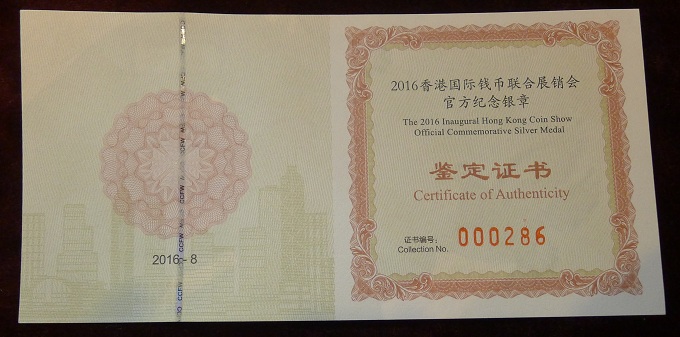 2016 - 8
2016香港国际钱币联合展销会
官方纪念银章
The 2016 Inaugural Hong Kong Coin Show
Official Commemorative Silver Medal
鉴定证书
Certificate of Authenticity
证书编号:
Collection No.
000286